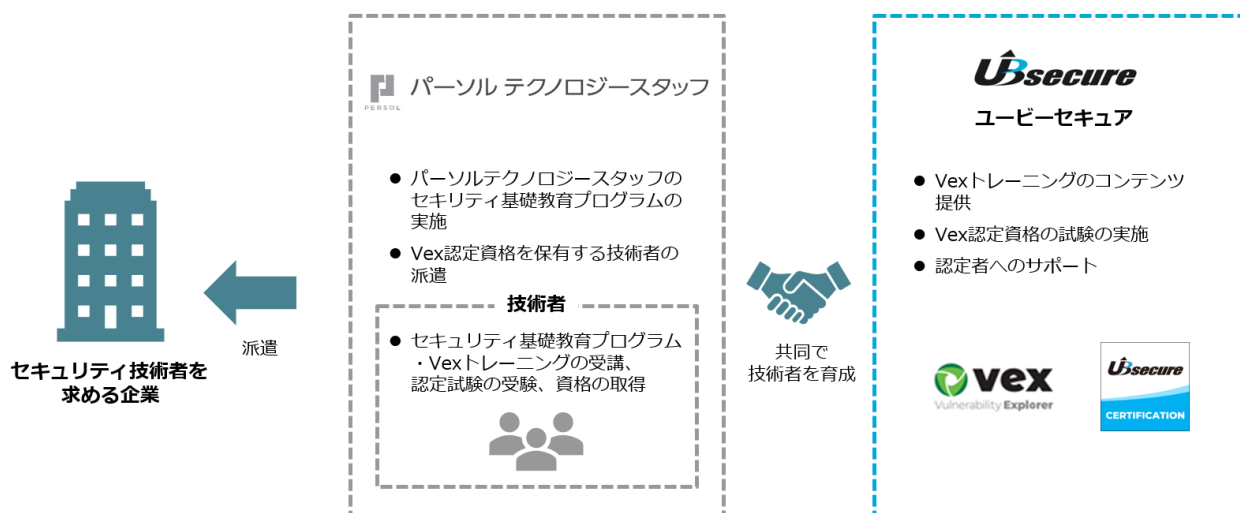 セキュリティ技術者を
求める企業
派遣
PERSOL
パーソル テクノロジースタッフ
● パーソルテクノロジースタッフの
セキリティ基礎教育プログラムの
実施
● Vex認定資格を保有する技術者の
派遣
技術者
● セキュリティ基礎教育プログラム
・Vexトレーニングの受講、
認定試験の受験、資格の取得
共同で
技術者を育成
UBsecure
ユービーセキュア
● Vexトレーニングのコンテンツ
提供
● Vex認定資格の試験の実施
● 認定者へのサポート
vex
Vulnerability Explorer
UBsecure
CERTIFICATION